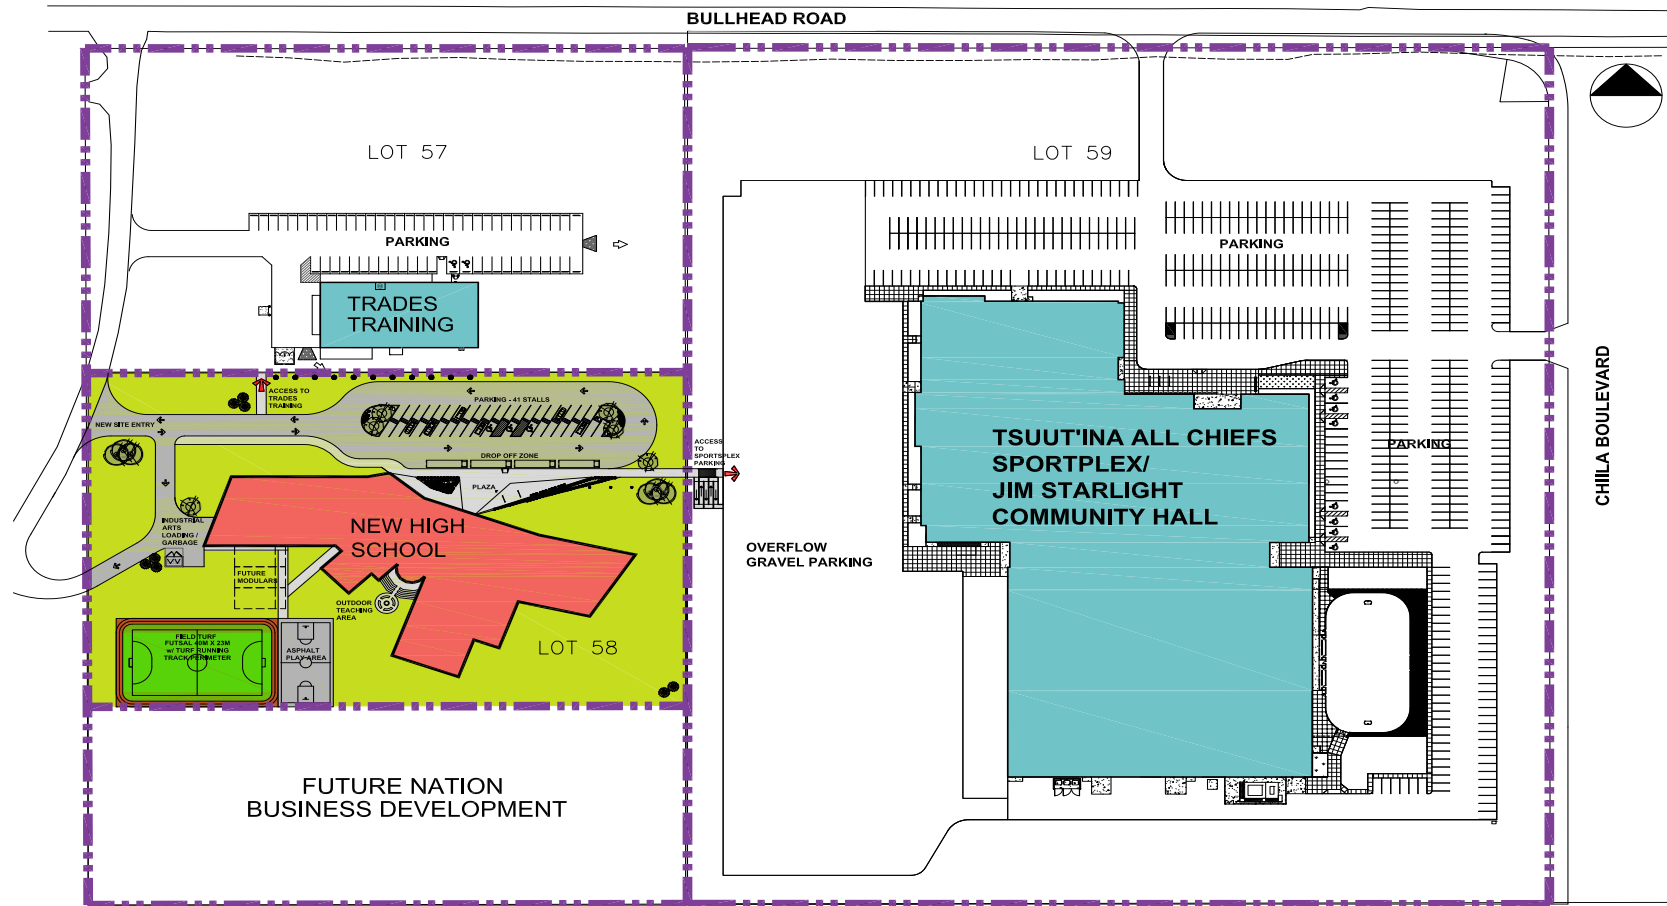 BULLHEAD ROAD
LOT 57
LOT 59
PARKING
PARKING
TRADES
TRAINING
ACCESS TO
TRADES
TRAINING
PARKING - 41 STALLS
NEW SITE ENTRY
DROP OFF ZONE
ACCESS
TO
SPORTSPLEX
PARKING
PLAZA
CHIILA BOULEVARD
PARKING
TSUUT'INA ALL CHIEFS
SPORTPLEX/
JIM STARLIGHT
COMMUNITY HALL
NEW HIGH
SCHOOL
INDUSTRIAL
ARTS
LOADING /
GARBAGE
OVERFLOW
GRAVEL PARKING
FUTURE
MODULARS
OUTDOOR
TEACHING
AREA
LOT 58
FIELD TURF
FUTSAL 40M X 23M
w/ TURF RUNNING
TRACK PERIMETER
ASPHALT
PLAY AREA
FUTURE NATION
BUSINESS DEVELOPMENT